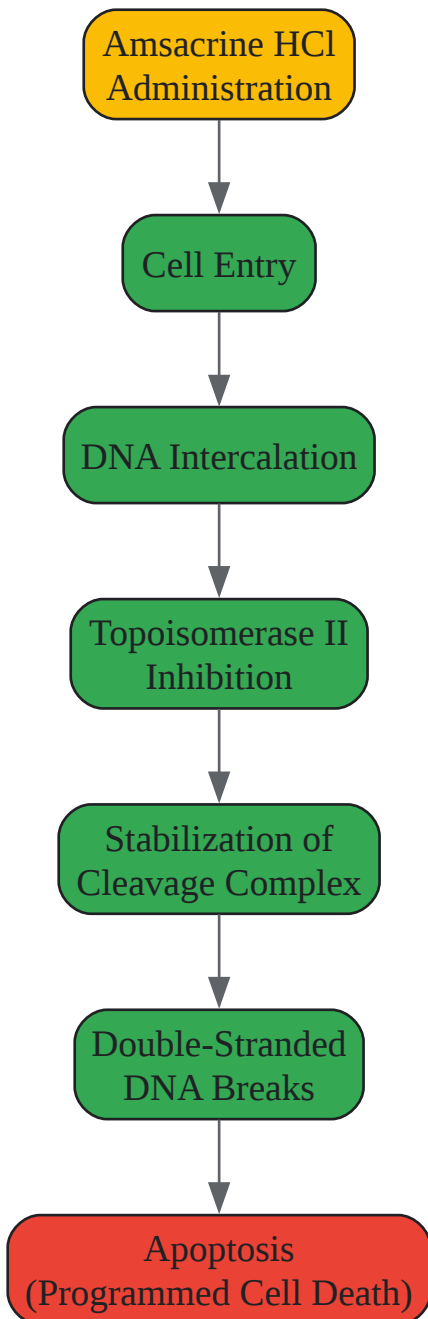 Amsacrine HCl
Administration
Cell Entry
DNA Intercalation
Topoisomerase II
Inhibition
Stabilization of
Cleavage Complex
Double-Stranded
DNA Breaks
Apoptosis
(Programmed Cell Death)